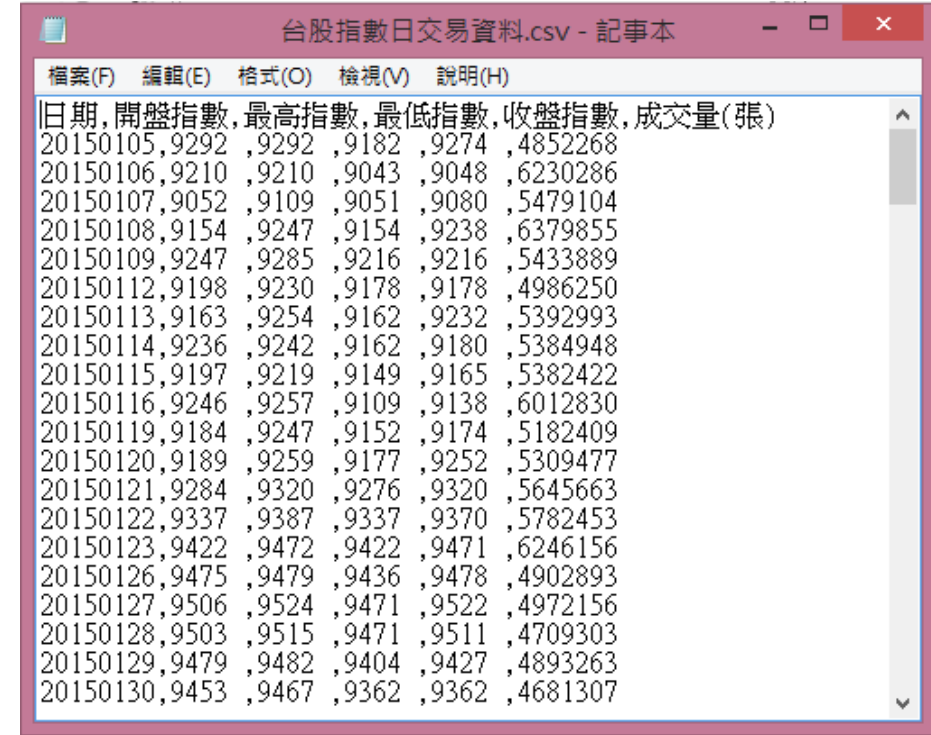 台股指數日交易資料.csv - 記事本
檔案(F) 編輯(E) 格式(O) 檢視(V) 說明(H)
日期,開盤指數,最高指數,最低指數,收盤指數,成交量(張)
20150105,9292 ,9292 ,9182 ,9274 ,4852268
20150106,9210 ,9210 ,9043 ,9048 ,6230286
20150107,9052 ,9109 ,9051 ,9080 ,5479104
20150108,9154 ,9247 ,9154 ,9238 ,6379855
20150109,9247 ,9285 ,9216 ,9216 ,5433889
20150112,9198 ,9230 ,9178 ,9178 ,4986250
20150113,9163 ,9254 ,9162 ,9232 ,5392993
20150114,9236 ,9242 ,9162 ,9180 ,5384948
20150115,9197 ,9219 ,9149 ,9165 ,5382422
20150116,9246 ,9257 ,9109 ,9138 ,6012830
20150119,9184 ,9247 ,9152 ,9174 ,5182409
20150120,9189 ,9259 ,9177 ,9252 ,5309477
20150121,9284 ,9320 ,9276 ,9320 ,5645663
20150122,9337 ,9387 ,9337 ,9370 ,5782453
20150123,9422 ,9472 ,9422 ,9471 ,6246156
20150126,9475 ,9479 ,9436 ,9478 ,4902893
20150127,9506 ,9524 ,9471 ,9522 ,4972156
20150128,9503 ,9515 ,9471 ,9511 ,4709303
20150129,9479 ,9482 ,9404 ,9427 ,4893263
20150130,9453 ,9467 ,9362 ,9362 ,4681307